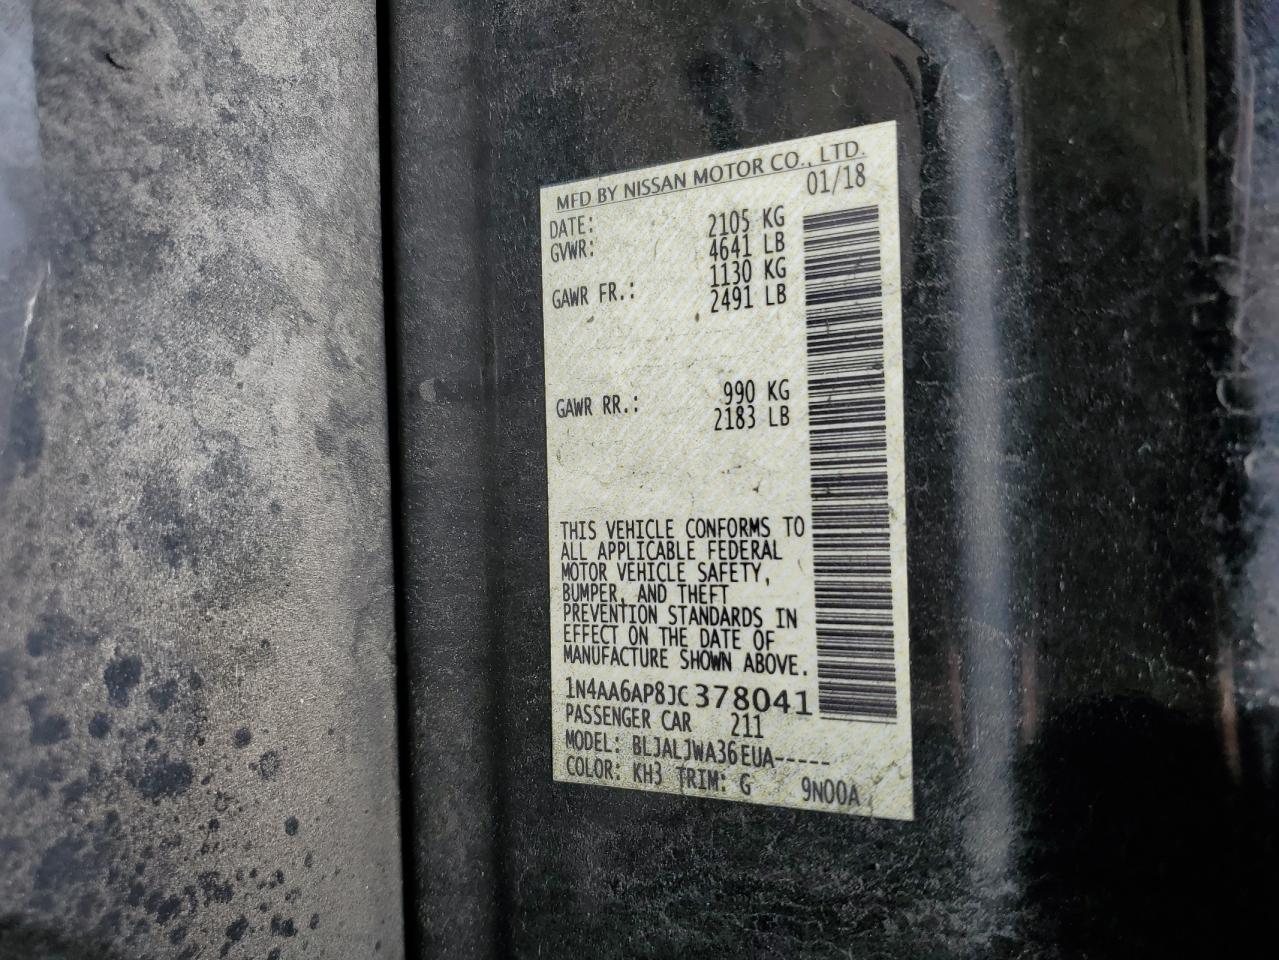 MFD BY NISSAN MOTOR CO., LTD.
DATE: 01/18
GVWR: 2105 KG
4641 LB
GAWR FR.: 1130 KG
2491 LB
GAWR RR.: 990 KG
2183 LB
THIS VEHICLE CONFORMS TO
ALL APPLICABLE FEDERAL
MOTOR VEHICLE SAFETY,
BUMPER, AND THEFT
PREVENTION STANDARDS IN
EFFECT ON THE DATE OF
MANUFACTURE SHOWN ABOVE.
1N4AA6AP8JC378041
PASSENGER CAR 211
MODEL: BLJALJWA36EUA-----
COLOR: KH3 TRIM: G 9N00A